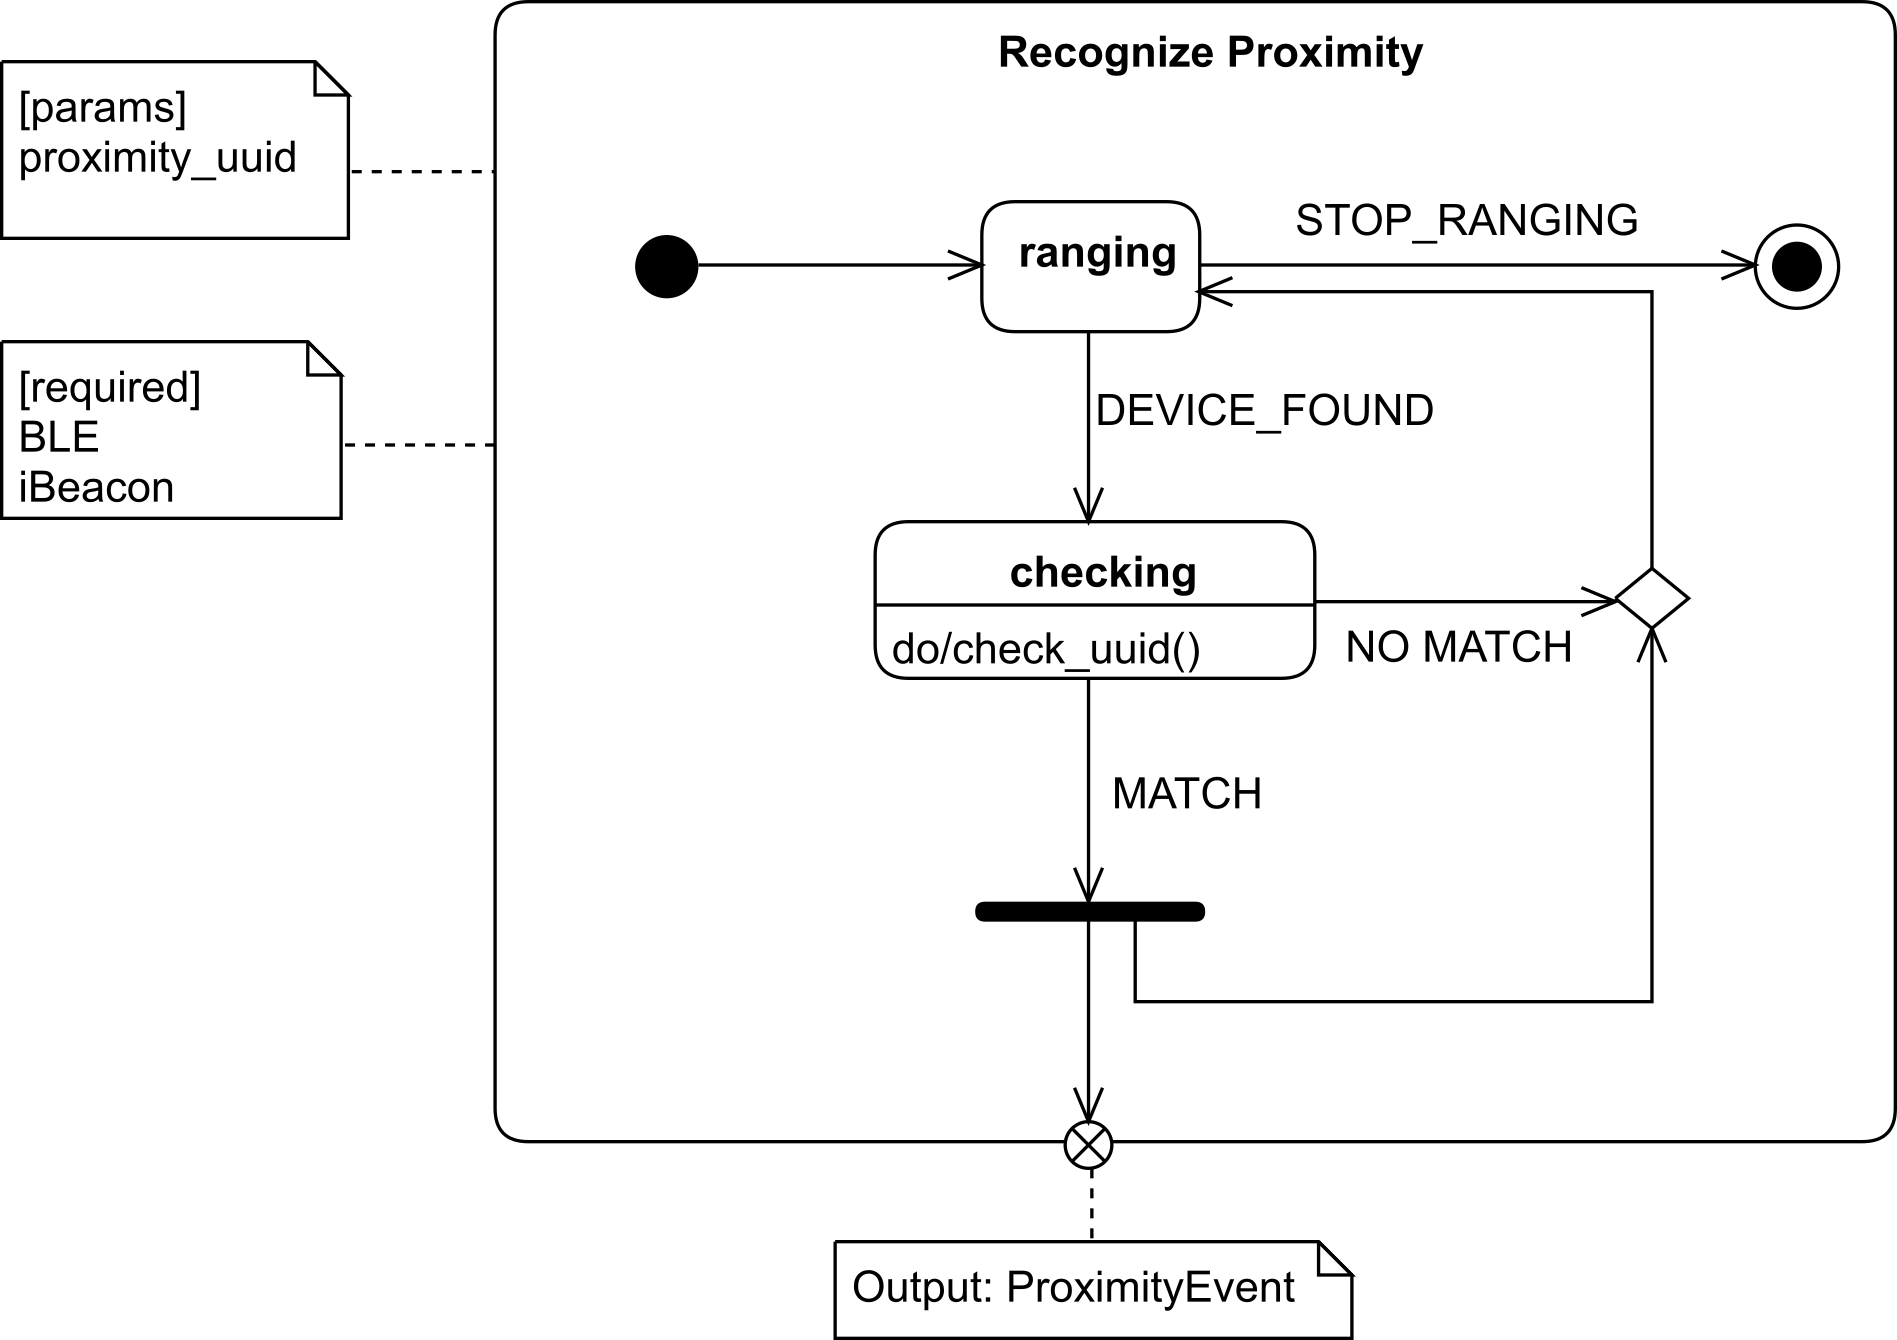 Recognize Proximity
[params]
proximity_uuid
ranging
STOP_RANGING
[required]
BLE
iBeacon
DEVICE_FOUND
checking
do/check_uuid()
NO MATCH
MATCH
Output: ProximityEvent